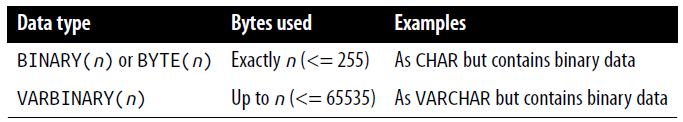 Data type Bytes used Examples
BINARY(n) or BYTE(n) Exactly n (<= 255) As CHAR but contains binary data
VARBINARY(n) Up to n (<= 65535) As VARCHAR but contains binary data